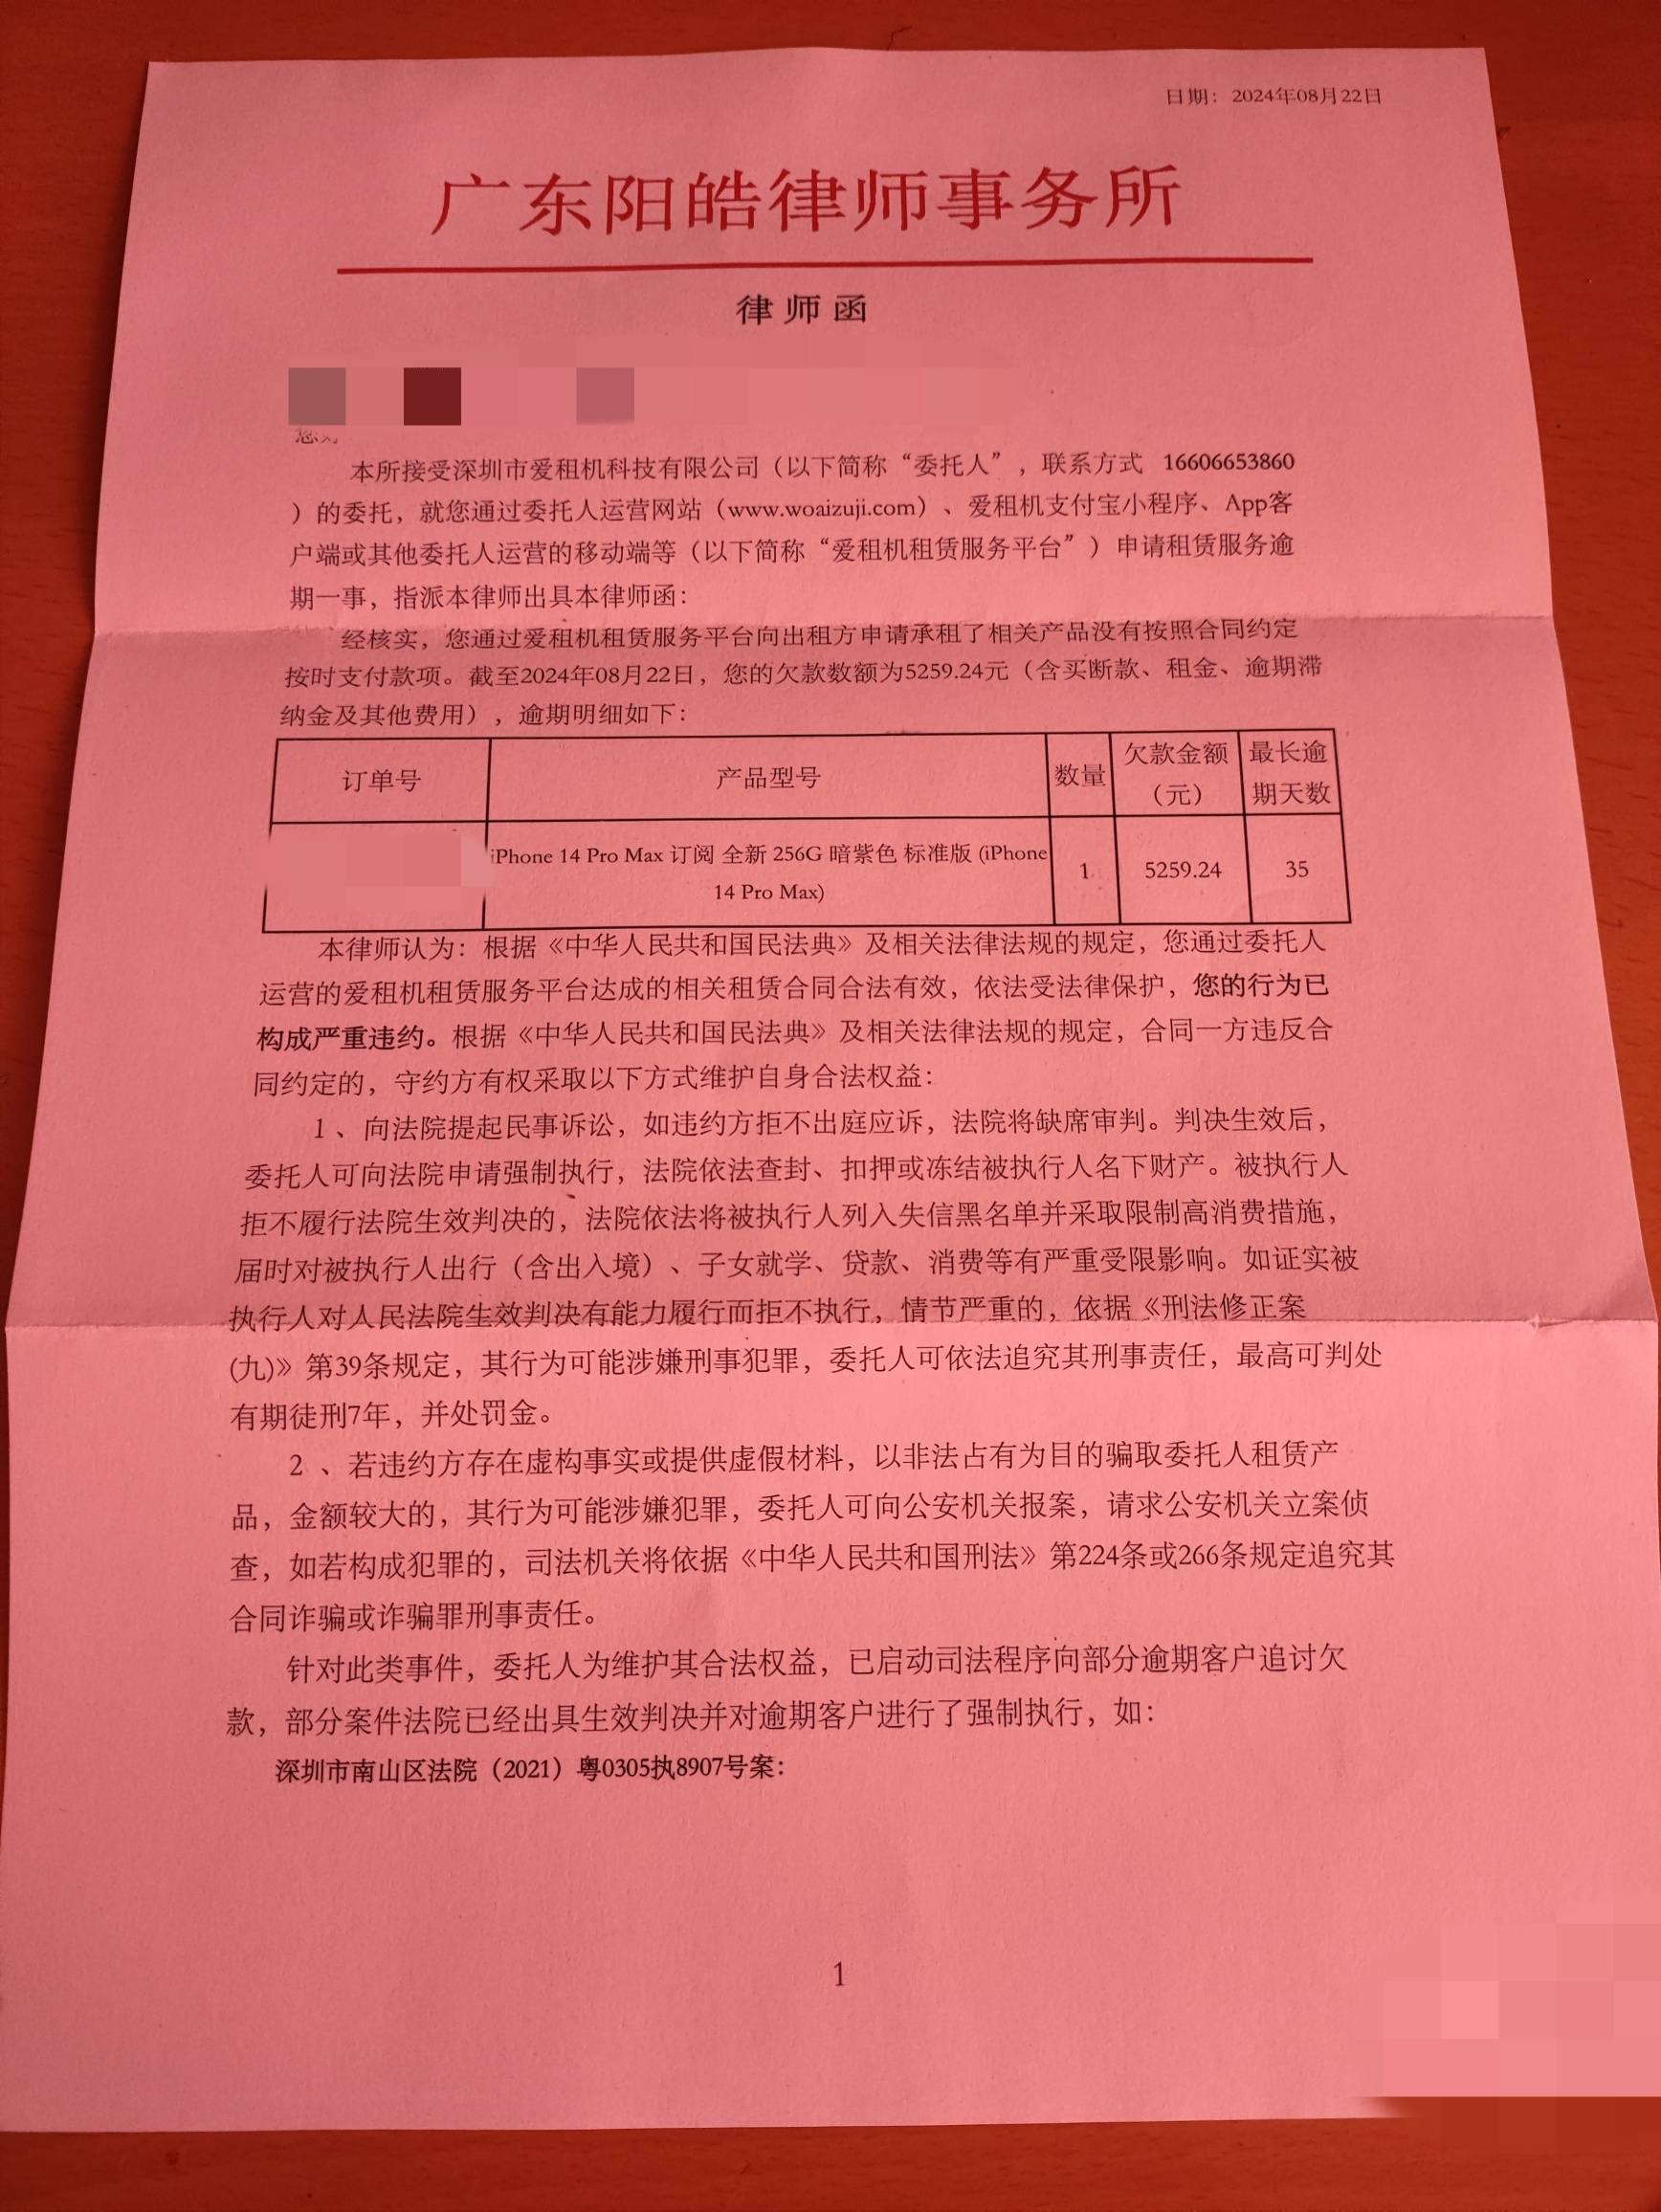 日期：2024年08月22日
广东阳皓律师事务所
律师函
本所接受深圳市爱租机科技有限公司（以下简称“委托人”，联系方式 16606653860
）的委托，就您通过委托人运营网站（www.woaizuji.com）、爱租机支付宝小程序、App客
户端或其他委托人运营的移动端等（以下简称“爱租机租赁服务平台”）申请租赁服务逾
期一事，指派本律师出具本律师函：
经核实，您通过爱租机租赁服务平台向出租方申请承租了相关产品没有按照合同约定
按时支付款项。截至2024年08月22日，您的欠款数额为5259.24元（含买断款、租金、逾期滞
纳金及其他费用），逾期明细如下：
订单号 产品型号 数量 欠款金额（元） 最长逾期天数
iPhone 14 Pro Max 订阅 全新 256G 暗紫色 标准版 (iPhone
14 Pro Max) 1 5259.24 35
本律师认为：根据《中华人民共和国民法典》及相关法律法规的规定，您通过委托人
运营的爱租机租赁服务平台达成的相关租赁合同合法有效，依法受法律保护，您的行为已
构成严重违约。根据《中华人民共和国民法典》及相关法律法规的规定，合同一方违反合
同约定的，守约方有权采取以下方式维护自身合法权益：
1、向法院提起民事诉讼，如违约方拒不出庭应诉，法院将缺席审判。判决生效后，
委托人可向法院申请强制执行，法院依法查封、扣押或冻结被执行人名下财产。被执行人
拒不履行法院生效判决的，法院依法将被执行人列入失信黑名单并采取限制高消费措施，
届时对被执行人出行（含出入境）、子女就学、贷款、消费等有严重受限影响。如证实被
执行人对人民法院生效判决有能力履行而拒不执行，情节严重的，依据《刑法修正案
(九)》第39条规定，其行为可能涉嫌刑事犯罪，委托人可依法追究其刑事责任，最高可判处
有期徒刑7年，并处罚金。
2、若违约方存在虚构事实或提供虚假材料，以非法占有为目的骗取委托人租赁产
品，金额较大的，其行为可能涉嫌犯罪，委托人可向公安机关报案，请求公安机关立案侦
查，如若构成犯罪的，司法机关将依据《中华人民共和国刑法》第224条或266条规定追究其
合同诈骗或诈骗罪刑事责任。
针对此类事件，委托人为维护其合法权益，已启动司法程序向部分逾期客户追讨欠
款，部分案件法院已经出具生效判决并对逾期客户进行了强制执行，如：
深圳市南山区法院（2021）粤0305执8907号案：
1